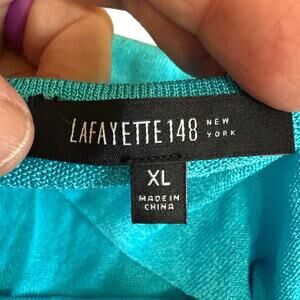 LAFAYETTE 148 NEW YORK
XL
MADE IN
CHINA